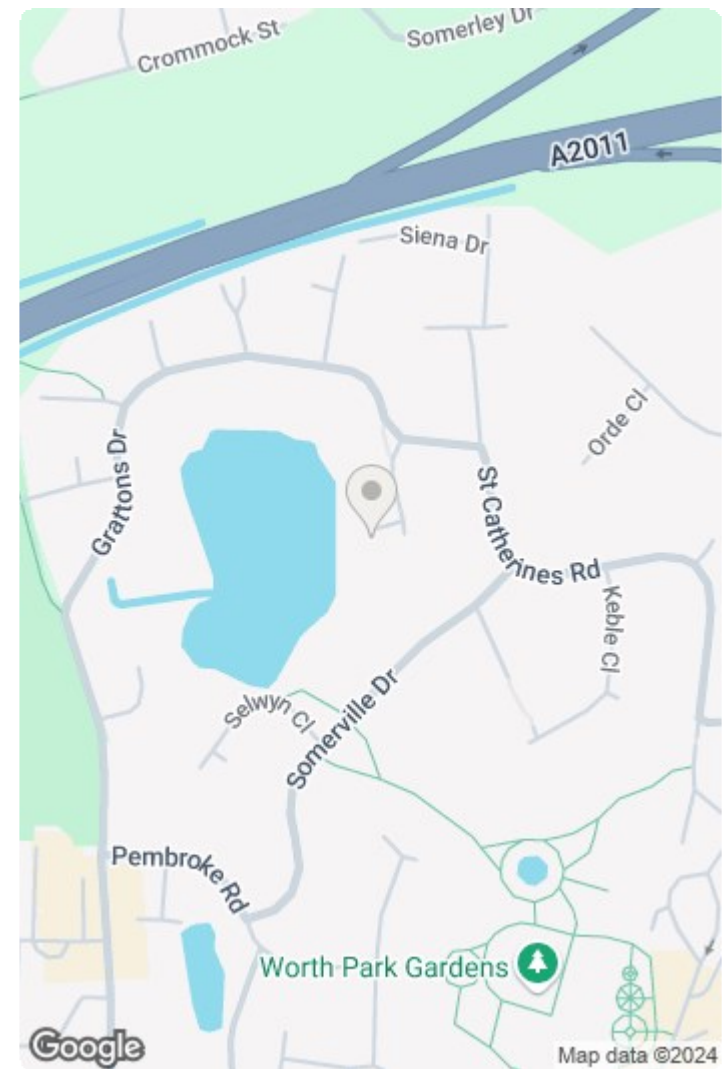 Crommock St
Somerley Dr
A2011
Siena Dr
Orde Cl
Grattons Dr
St Catherines Rd
Keble Cl
Selwyn Cl
Somerville Dr
Pembroke Rd
Worth Park Gardens
Google
Map data ©2024